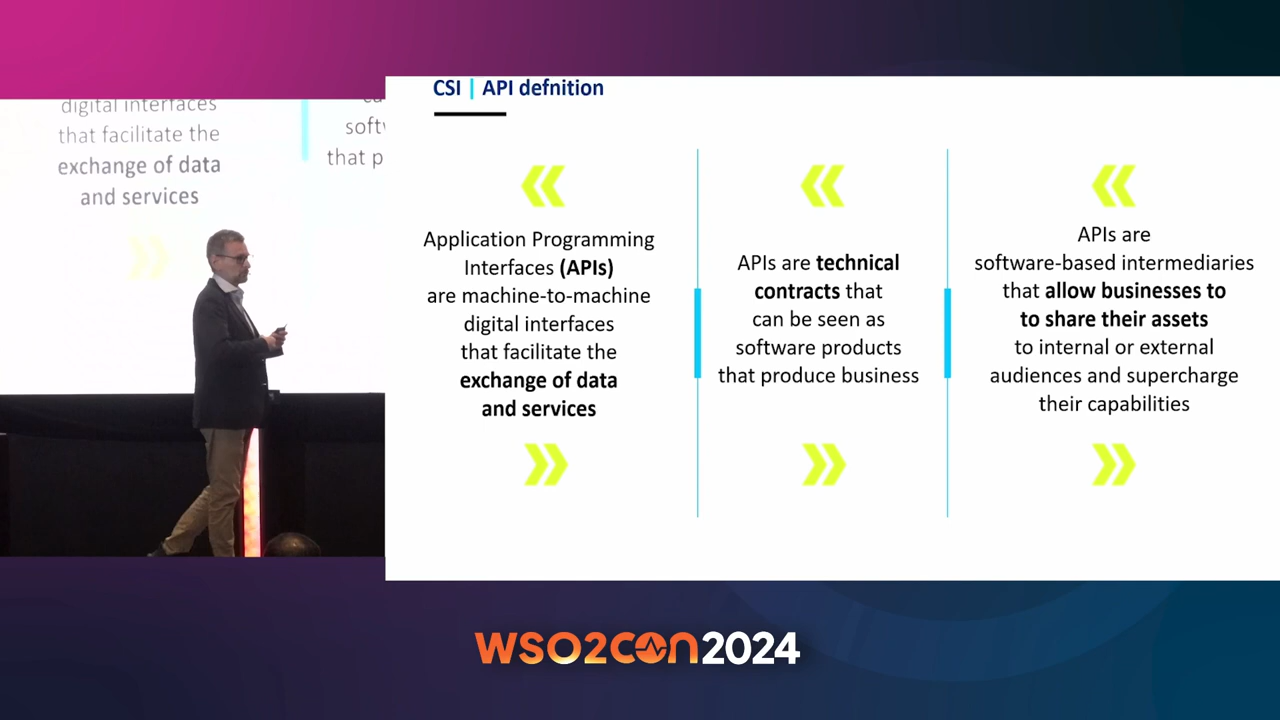 digital interfaces
that facilitate the
exchange of data
and services
that p
CSI | API defnition
Application Programming
Interfaces (APIs)
are machine-to-machine
digital interfaces
that facilitate the
exchange of data
and services
APIs are technical
contracts that
can be seen as
software products
that produce business
APIs are
software-based intermediaries
that allow businesses to
to share their assets
to internal or external
audiences and supercharge
their capabilities
WSO2CON2024